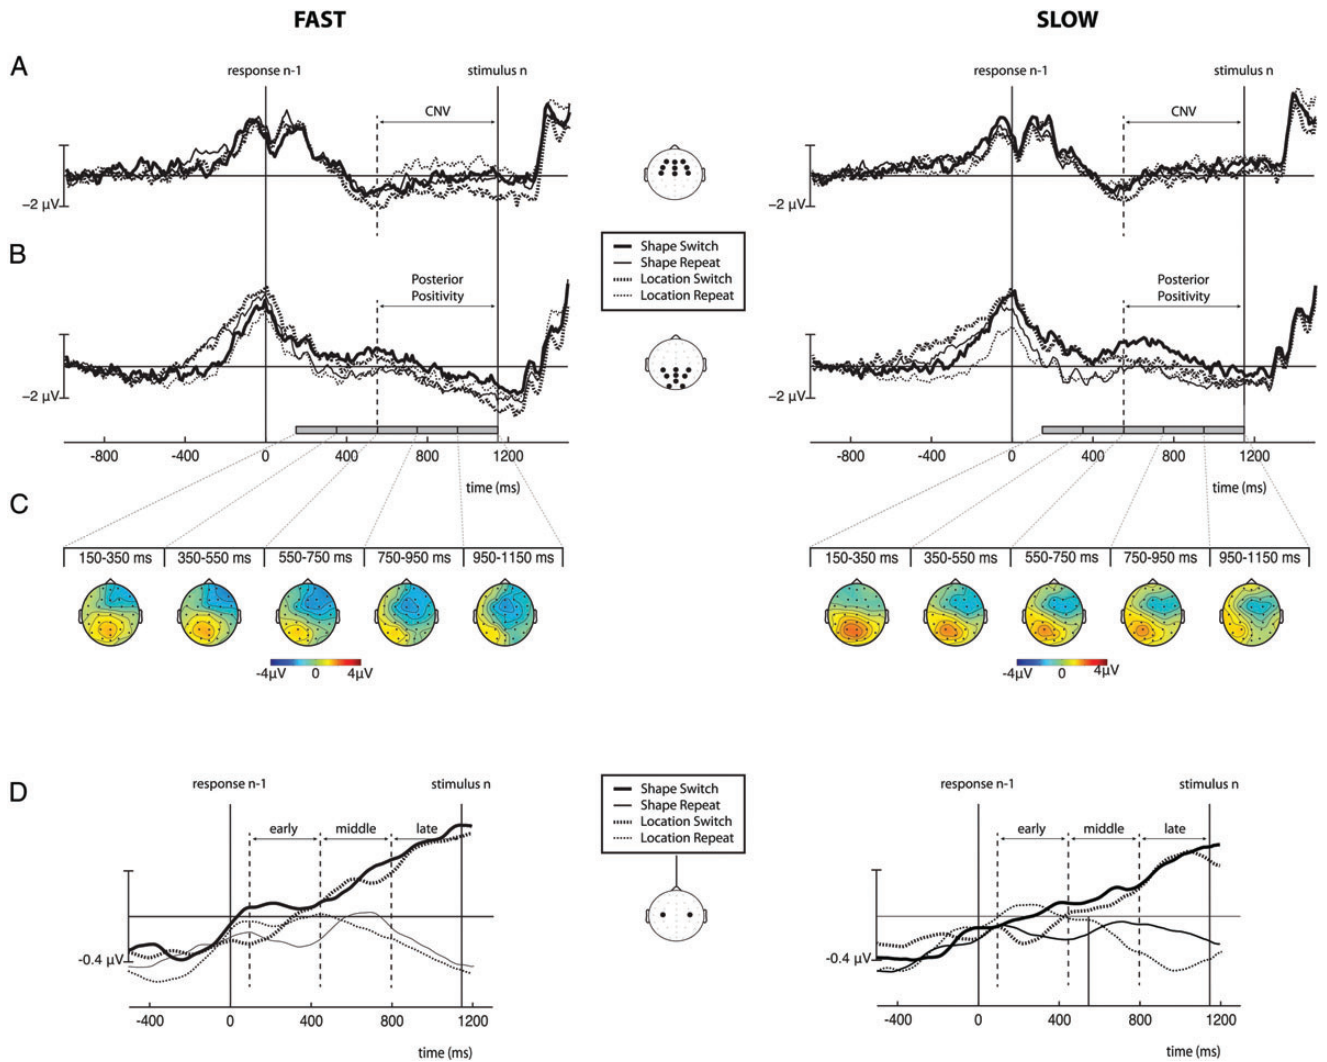 FAST
SLOW
A
response n-1
stimulus n
CNV
−2 µV
response n-1
stimulus n
CNV
−2 µV
B
Shape Switch
Shape Repeat
Location Switch
Location Repeat
Posterior
Positivity
−2 µV
Posterior
Positivity
−2 µV
-800
-400
0
400
800
1200
time (ms)
-800
-400
0
400
800
1200
time (ms)
C
150-350 ms
350-550 ms
550-750 ms
750-950 ms
950-1150 ms
-4µV
0
4µV
150-350 ms
350-550 ms
550-750 ms
750-950 ms
950-1150 ms
-4µV
0
4µV
D
response n-1
stimulus n
early
middle
late
-0.4 µV
-400
0
400
800
1200
time (ms)
Shape Switch
Shape Repeat
Location Switch
Location Repeat
response n-1
stimulus n
early
middle
late
-0.4 µV
-400
0
400
800
1200
time (ms)